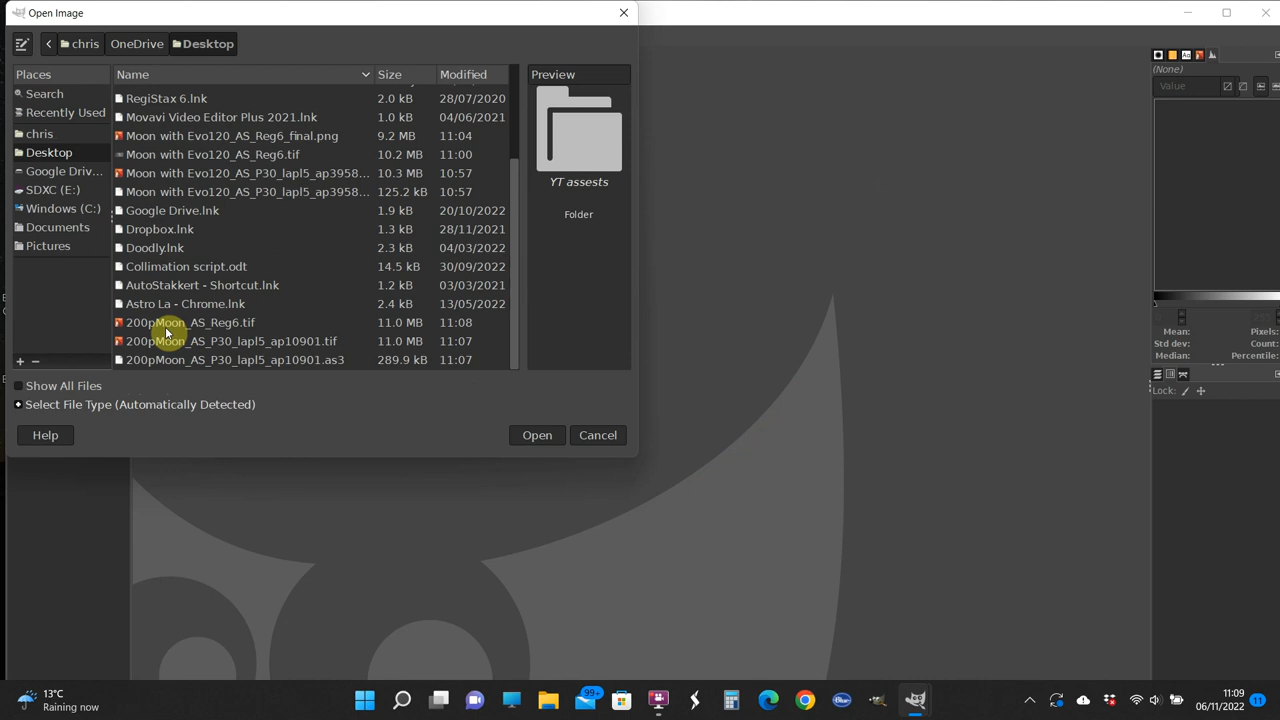 Open Image
chris
OneDrive
Desktop
Places
Name
Size
Modified
Preview
Search
Recently Used
chris
Desktop
Google Driv...
SDXC (E:)
Windows (C:)
Documents
Pictures
RegiStax 6.lnk 2.0 kB 28/07/2020
Movavi Video Editor Plus 2021.lnk 1.0 kB 04/06/2021
Moon with Evo120_AS_Reg6_final.png 9.2 MB 11:04
Moon with Evo120_AS_Reg6.tif 10.2 MB 11:00
Moon with Evo120_AS_P30_lapl5_ap3958... 10.3 MB 10:57
Moon with Evo120_AS_P30_lapl5_ap3958... 125.2 kB 10:57
Google Drive.lnk 1.9 kB 20/10/2022
Dropbox.lnk 1.3 kB 28/11/2021
Doodly.lnk 2.3 kB 04/03/2022
Collimation script.odt 14.5 kB 30/09/2022
AutoStakkert - Shortcut.lnk 1.2 kB 03/03/2021
Astro La - Chrome.lnk 2.4 kB 13/05/2022
200pMoon_AS_Reg6.tif 11.0 MB 11:08
200pMoon_AS_P30_lapl5_ap10901.tif 11.0 MB 11:07
200pMoon_AS_P30_lapl5_ap10901.as3 289.9 kB 11:07
YT assests
Folder
Show All Files
Select File Type (Automatically Detected)
Help
Open
Cancel
(None)
Value
Mean:
Pixels:
Std dev:
Count:
Median:
Percentile:
Lock:
13°C
Raining now
99+
11:09
06/11/2022
11